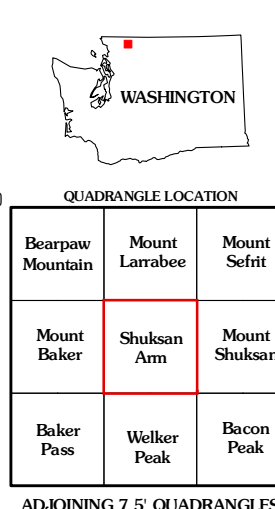 WASHINGTON
QUADRANGLE LOCATION
Bearpaw
Mountain
Mount
Larrabee
Mount
Sefrit
Mount
Baker
Shuksan
Arm
Mount
Shuksan
Baker
Pass
Welker
Peak
Bacon
Peak
ADJOINING 7.5' QUADRANGLES